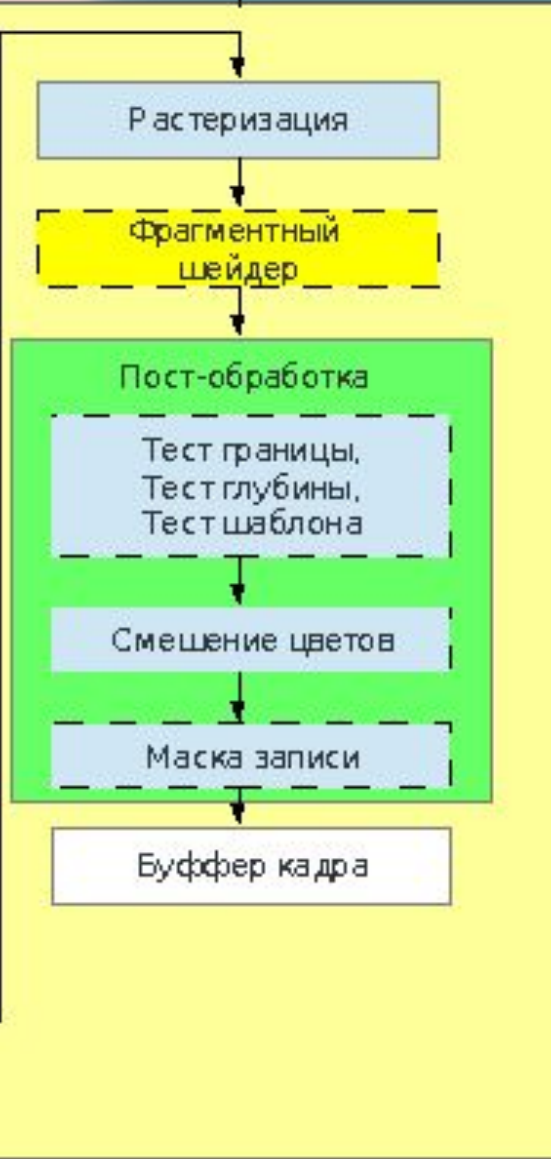 Растеризация
Фрагментный
шейдер
Пост-обработка
Тест границы,
Тест глубины,
Тест шаблона
Смешение цветов
Маска записи
Буффер кадра